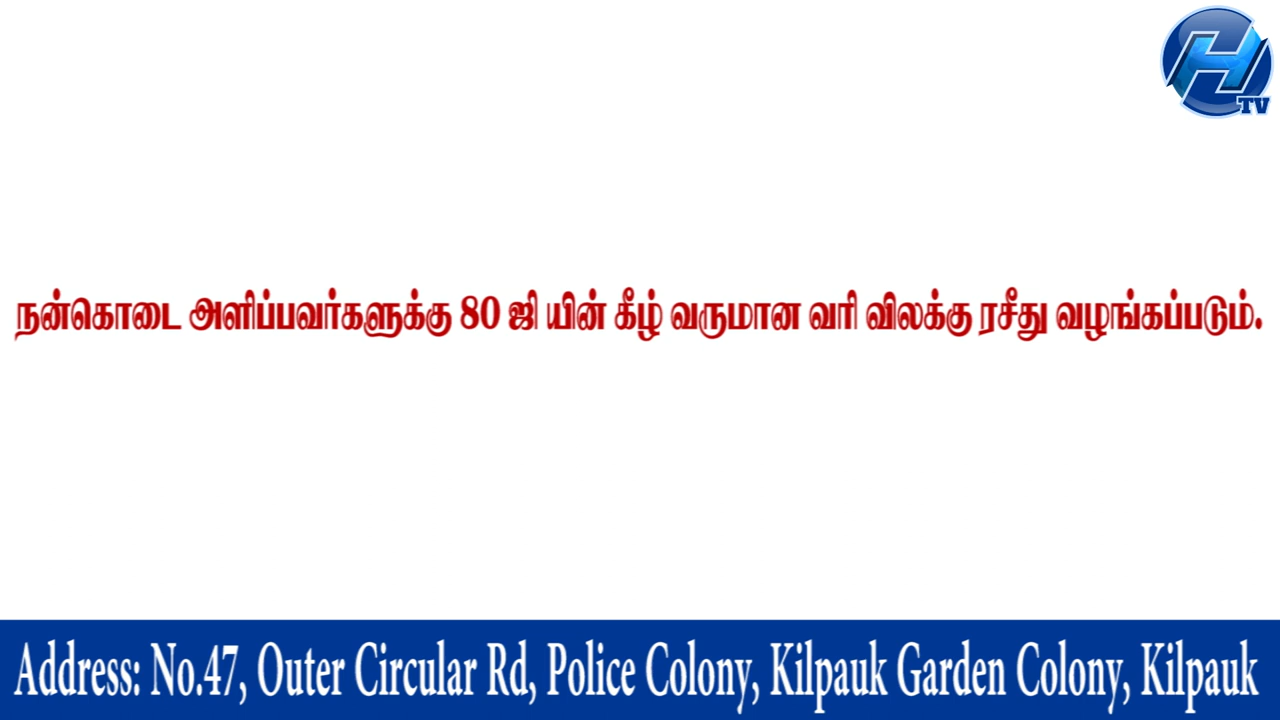 H
TV
நன்கொடை அளிப்பவர்களுக்கு 80 ஜி யின் கீழ் வருமான வரி விலக்கு ரசீது வழங்கப்படும்.
Address: No.47, Outer Circular Rd, Police Colony, Kilpauk Garden Colony, Kilpauk